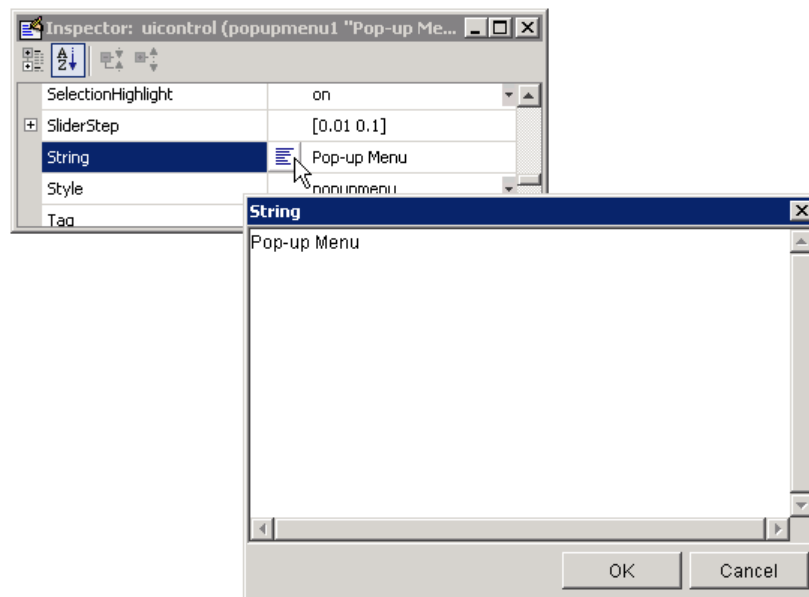 Inspector: uicontrol (popupmenu1 "Pop-up Me...
SelectionHighlight on
SliderStep [0.01 0.1]
String Pop-up Menu
Style popupmenu
Tag
String
Pop-up Menu
OK Cancel